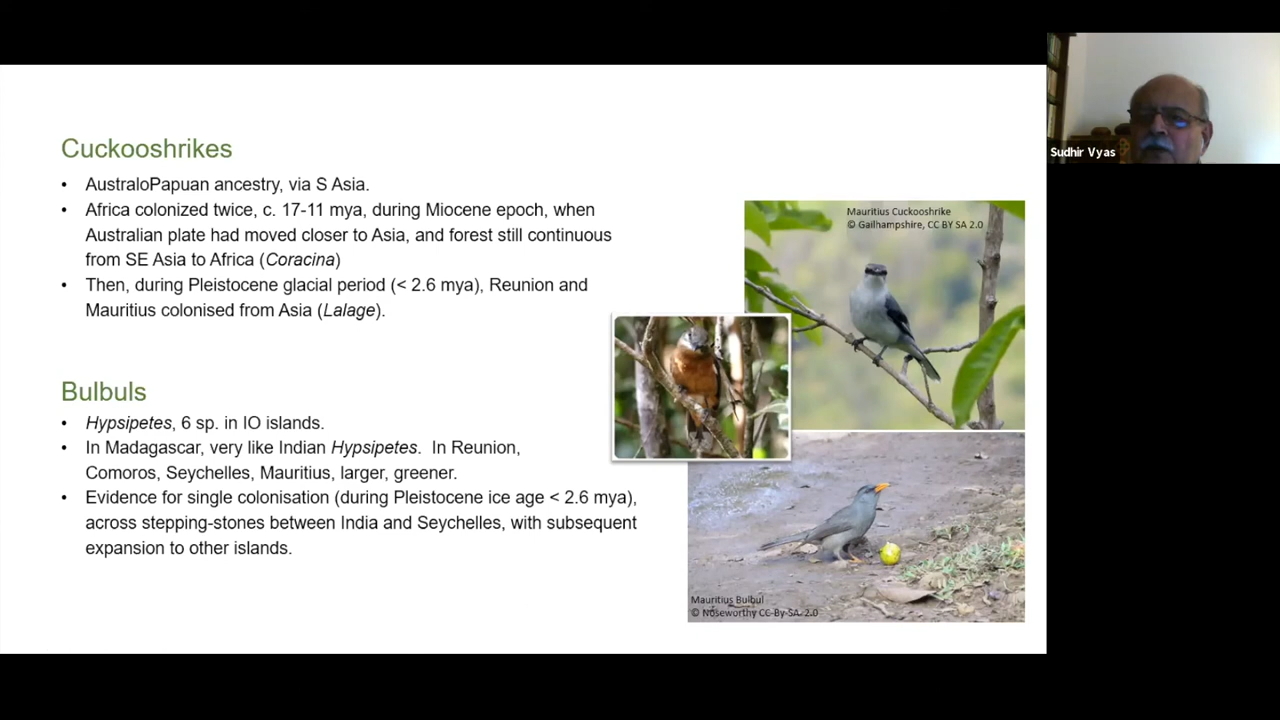 Cuckooshrikes
• AustraloPapuan ancestry, via S Asia.
• Africa colonized twice, c. 17-11 mya, during Miocene epoch, when
Australian plate had moved closer to Asia, and forest still continuous
from SE Asia to Africa (Coracina)
• Then, during Pleistocene glacial period (< 2.6 mya), Reunion and
Mauritius colonised from Asia (Lalage).
Bulbuls
• Hypsipetes, 6 sp. in IO islands.
• In Madagascar, very like Indian Hypsipetes. In Reunion,
Comoros, Seychelles, Mauritius, larger, greener.
• Evidence for single colonisation (during Pleistocene ice age < 2.6 mya),
across stepping-stones between India and Seychelles, with subsequent
expansion to other islands.
Mauritius Cuckooshrike
© Gailhampshire, CC BY SA 2.0
Mauritius Bulbul
© Noseworthy CC-By-SA. 2.0
Sudhir Vyas